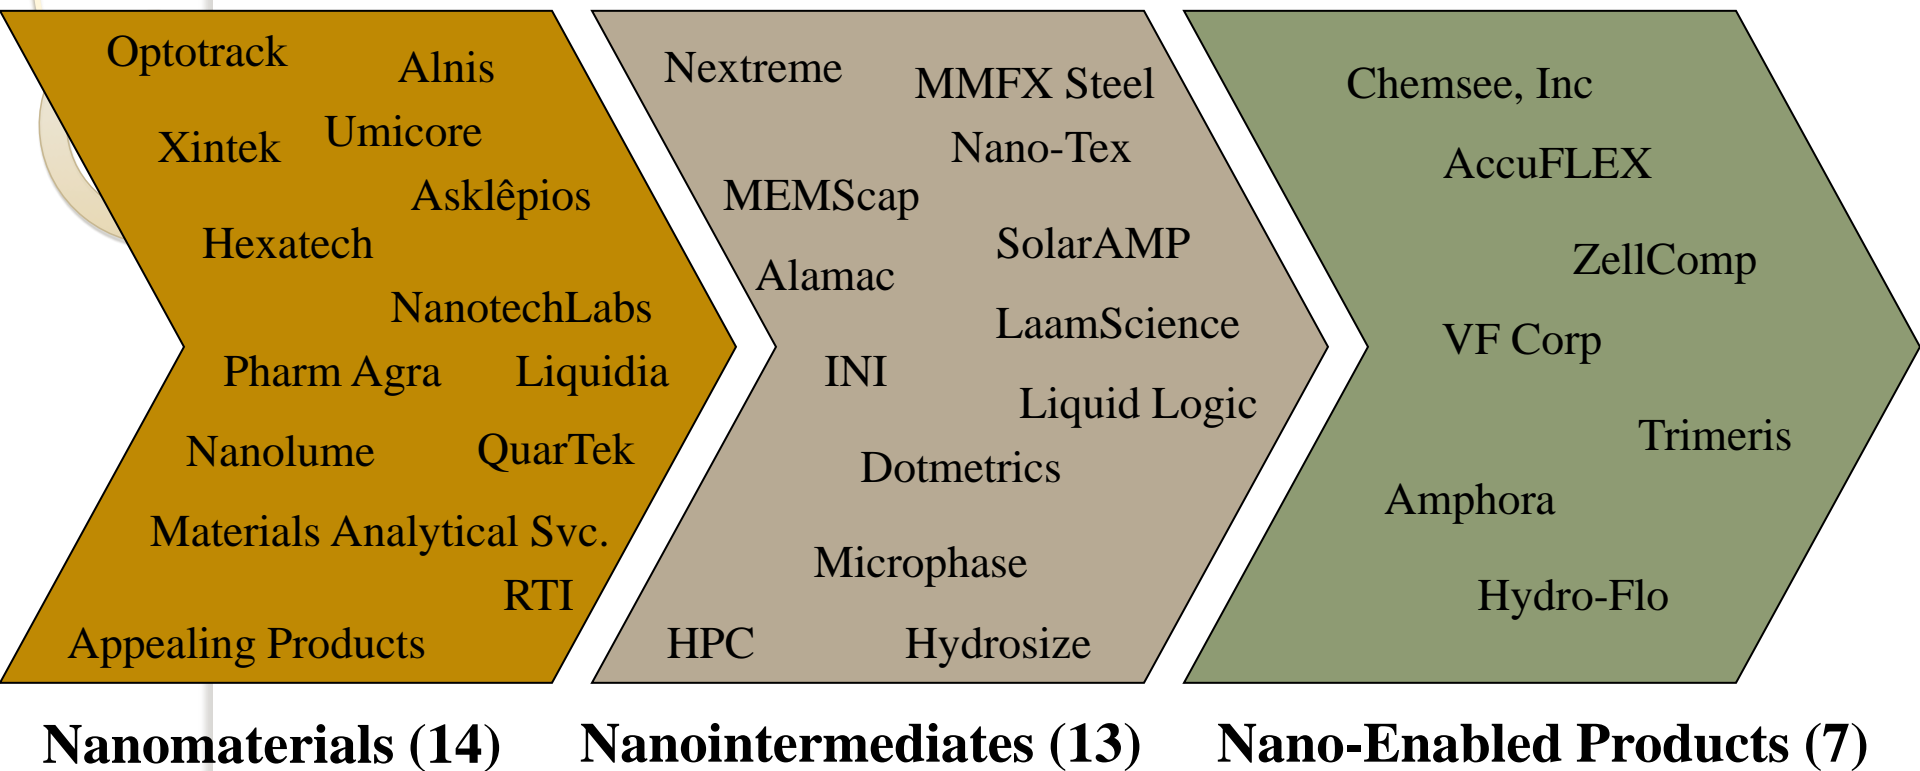 Optotrack
Alnis
Xintek
Umicore
Asklêpios
Hexatech
NanotechLabs
Pharm Agra
Liquidia
Nanolume
QuarTek
Materials Analytical Svc.
RTI
Appealing Products
Nextreme
MMFX Steel
Nano-Tex
MEMScap
SolarAMP
Alamac
LaamScience
INI
Liquid Logic
Dotmetrics
Microphase
HPC
Hydrosize
Chemsee, Inc
AccuFLEX
ZellComp
VF Corp
Trimeris
Amphora
Hydro-Flo
Nanomaterials (14)
Nanointermediates (13)
Nano-Enabled Products (7)